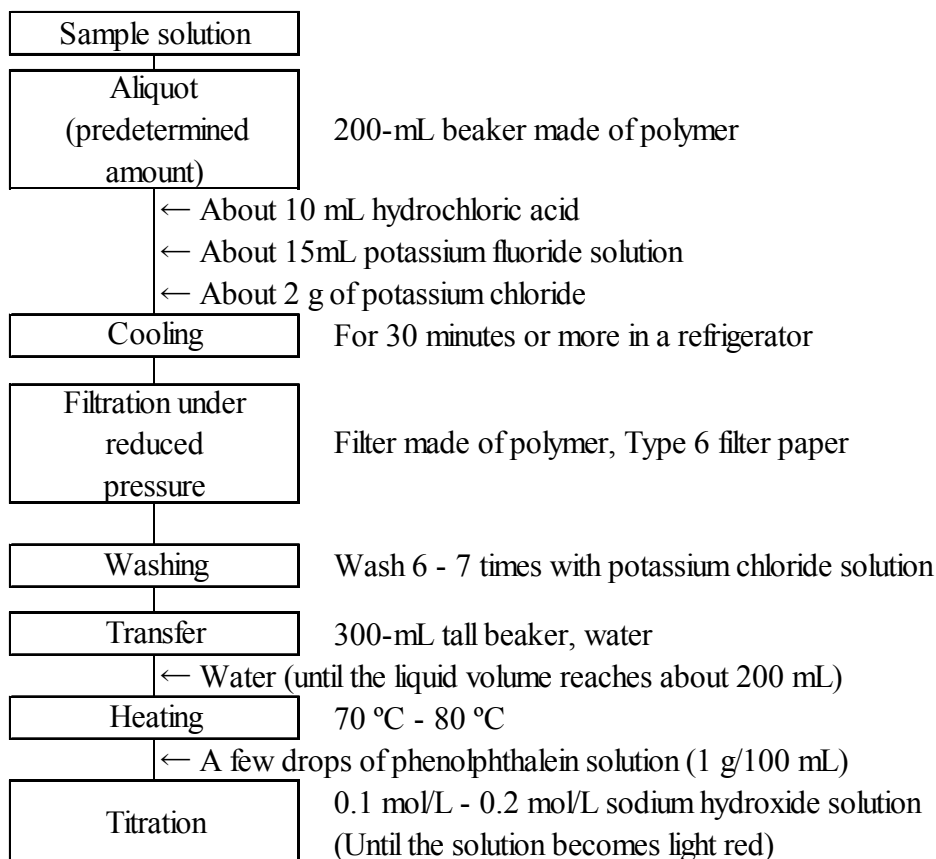 Sample solution
Aliquot
(predetermined
amount)
200-mL beaker made of polymer
← About 10 mL hydrochloric acid
← About 15mL potassium fluoride solution
← About 2 g of potassium chloride
Cooling
For 30 minutes or more in a refrigerator
Filtration under
reduced
pressure
Filter made of polymer, Type 6 filter paper
Washing
Wash 6 - 7 times with potassium chloride solution
Transfer
300-mL tall beaker, water
← Water (until the liquid volume reaches about 200 mL)
Heating
70 ºC - 80 ºC
← A few drops of phenolphthalein solution (1 g/100 mL)
Titration
0.1 mol/L - 0.2 mol/L sodium hydroxide solution
(Until the solution becomes light red)